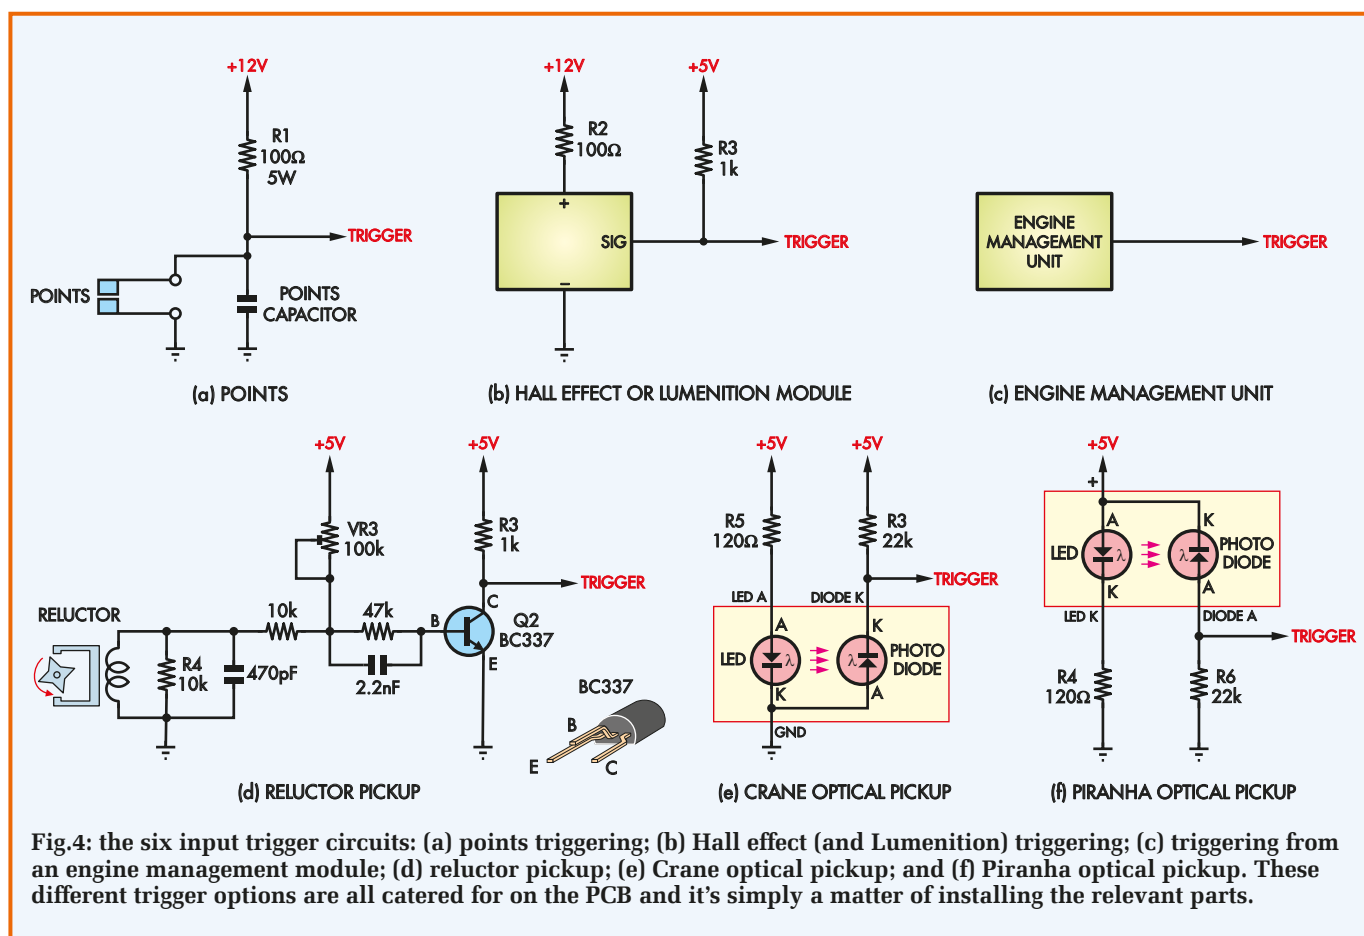 +12V
R1
100Ω
5W
TRIGGER
POINTS
POINTS
CAPACITOR
(a) POINTS
+12V
+5V
R2
100Ω
R3
1k
+
SIG
–
TRIGGER
(b) HALL EFFECT OR LUMENITION MODULE
ENGINE
MANAGEMENT
UNIT
TRIGGER
(c) ENGINE MANAGEMENT UNIT
+5V
+5V
VR3
100k
R3
1k
TRIGGER
RELUCTOR
10k
47k
B
C
Q2
BC337
E
R4
10k
470pF
2.2nF
BC337
B
E
C
(d) RELUCTOR PICKUP
+5V
+5V
R5
120Ω
R3
22k
TRIGGER
LED A
DIODE K
A
K
LED
λ
λ
PHOTO
DIODE
K
A
GND
(e) CRANE OPTICAL PICKUP
+5V
+
A
K
LED
λ
λ
PHOTO
DIODE
K
A
LED K
DIODE A
TRIGGER
R4
120Ω
R6
22k
(f) PIRANHA OPTICAL PICKUP
Fig.4: the six input trigger circuits: (a) points triggering; (b) Hall effect (and Lumenition) triggering; (c) triggering from
an engine management module; (d) reluctor pickup; (e) Crane optical pickup; and (f) Piranha optical pickup. These
different trigger options are all catered for on the PCB and it's simply a matter of installing the relevant parts.